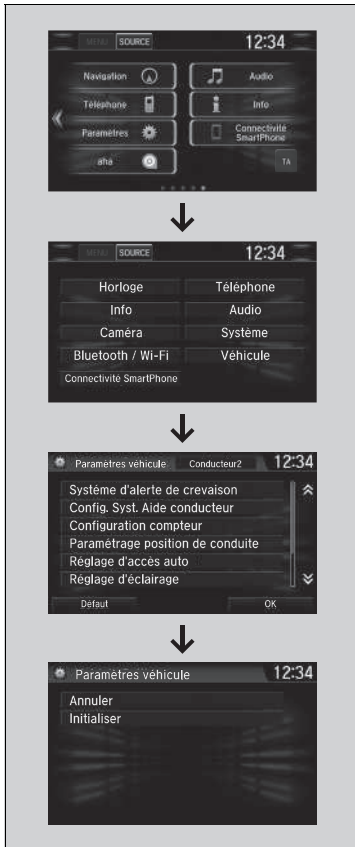 MENU SOURCE 12:34
Navigation Audio
Téléphone Info
Paramètres Connectivité SmartPhone
aha TA
MENU SOURCE 12:34
Horloge Téléphone
Info Audio
Caméra Système
Bluetooth / Wi-Fi Véhicule
Connectivité SmartPhone
Paramètres véhicule Conducteur2 12:34
Système d'alerte de crevaison
Config. Syst. Aide conducteur
Configuration compteur
Paramétrage position de conduite
Réglage d'accès auto
Réglage d'éclairage
Défaut OK
Paramètres véhicule 12:34
Annuler
Initialiser